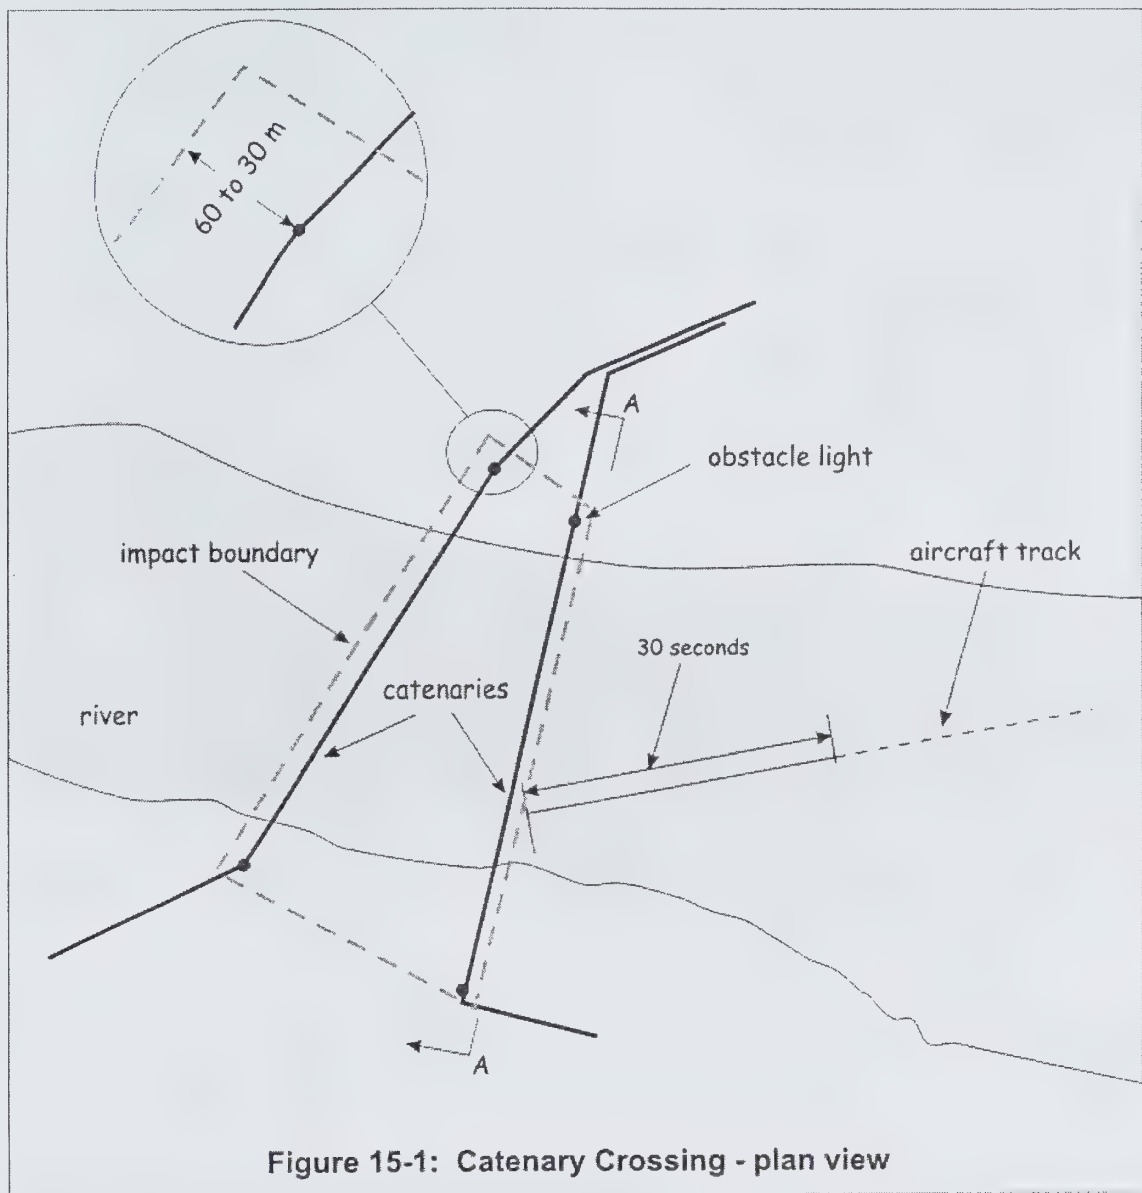 60 to 30 m
A
obstacle light
impact boundary
aircraft track
30 seconds
catenaries
river
A
Figure 15-1: Catenary Crossing - plan view